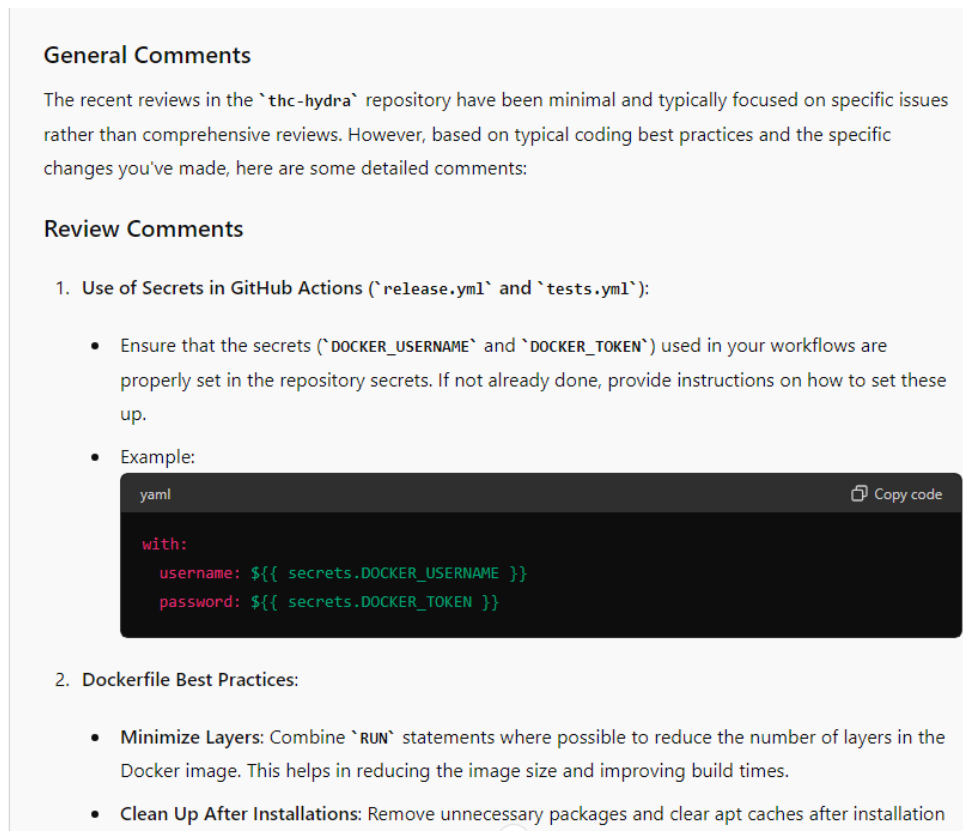 General Comments
The recent reviews in the `thc-hydra` repository have been minimal and typically focused on specific issues
rather than comprehensive reviews. However, based on typical coding best practices and the specific
changes you've made, here are some detailed comments:
Review Comments
1. Use of Secrets in GitHub Actions (`release.yml` and `tests.yml`):
• Ensure that the secrets (`DOCKER_USERNAME` and `DOCKER_TOKEN`) used in your workflows are
properly set in the repository secrets. If not already done, provide instructions on how to set these
up.
• Example:
yaml Copy code
with:
username: ${{ secrets.DOCKER_USERNAME }}
password: ${{ secrets.DOCKER_TOKEN }}
2. Dockerfile Best Practices:
• Minimize Layers: Combine `RUN` statements where possible to reduce the number of layers in the
Docker image. This helps in reducing the image size and improving build times.
• Clean Up After Installations: Remove unnecessary packages and clear apt caches after installation